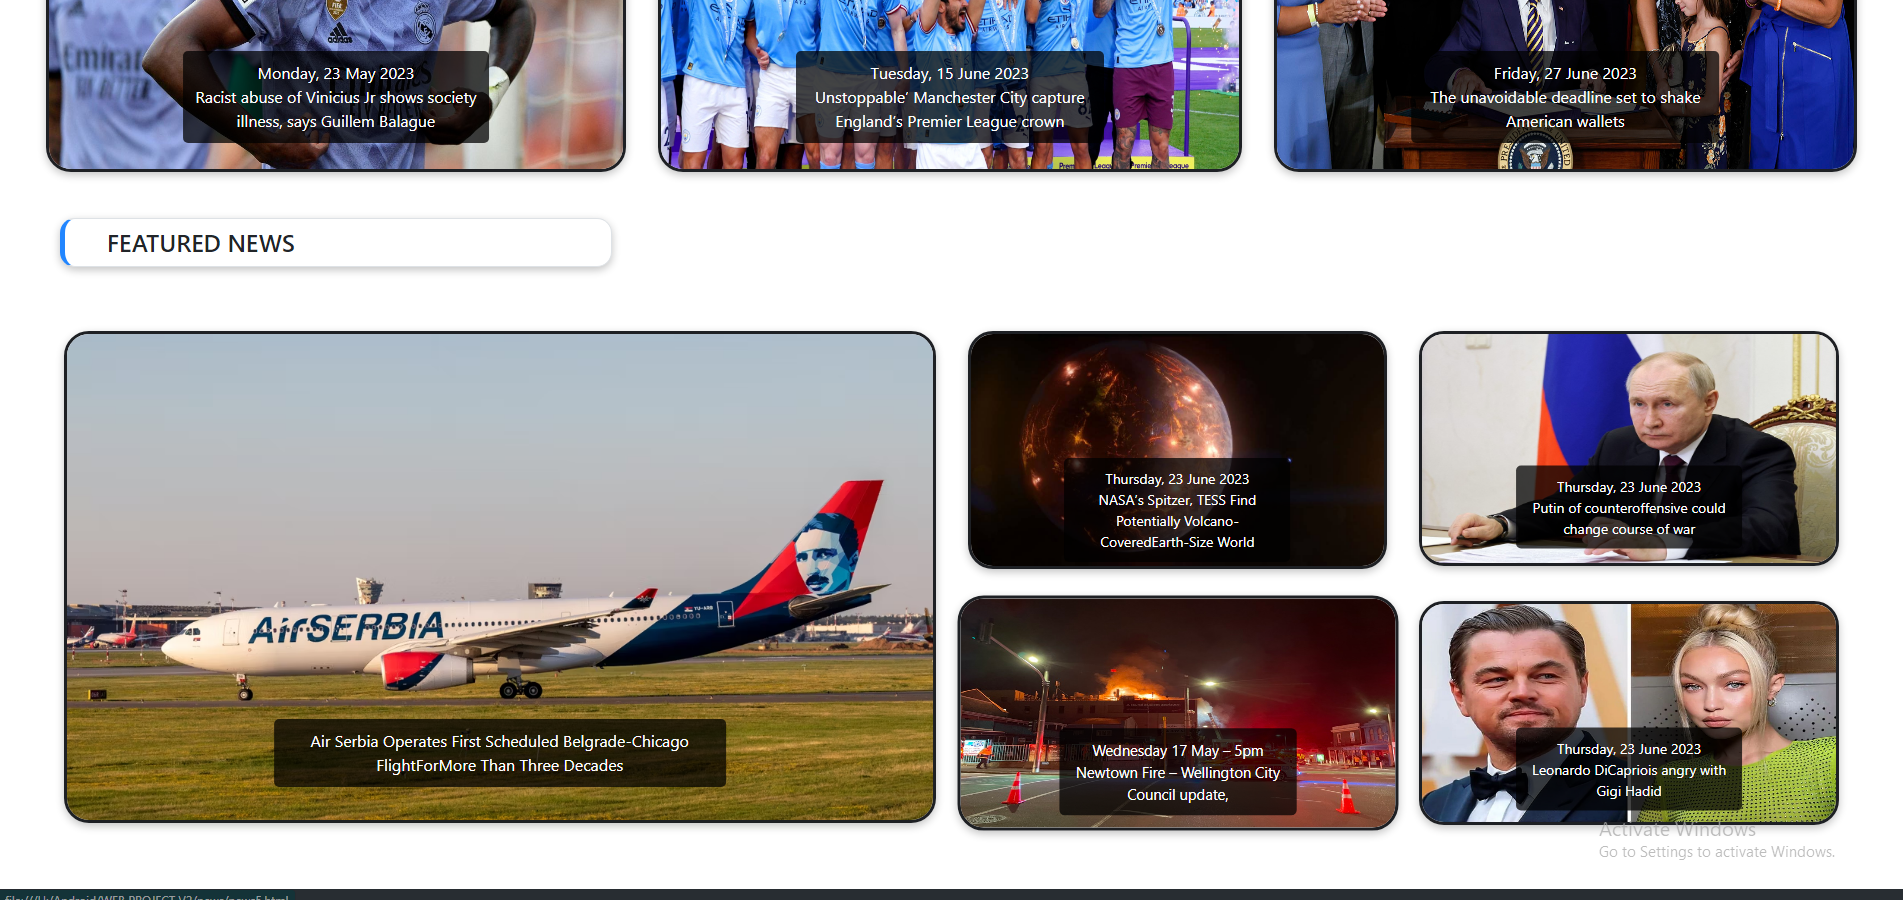 Emirates
adidas
Monday, 23 May 2023
Racist abuse of Vinicius Jr shows society
illness, says Guillem Balague
Tuesday, 15 June 2023
Unstoppable’ Manchester City capture
England’s Premier League crown
Friday, 27 June 2023
The unavoidable deadline set to shake
American wallets
FEATURED NEWS
AirSERBIA
Air Serbia Operates First Scheduled Belgrade-Chicago
FlightForMore Than Three Decades
Thursday, 23 June 2023
NASA’s Spitzer, TESS Find
Potentially Volcano-
CoveredEarth-Size World
Thursday, 23 June 2023
Putin of counteroffensive could
change course of war
Wednesday 17 May – 5pm
Newtown Fire – Wellington City
Council update,
Thursday, 23 June 2023
Leonardo DiCapriois angry with
Gigi Hadid
Activate Windows
Go to Settings to activate Windows.